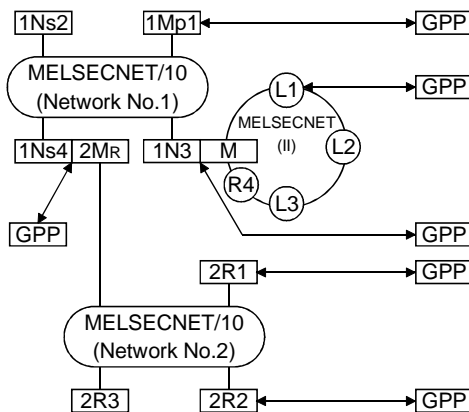 1Ns2 1Mp1 GPP
MELSECNET/10
(Network No.1)
L1 GPP
MELSECNET
(II)
L2
1Ns4 2MR 1N3 M
R4
L3
GPP GPP
2R1 GPP
MELSECNET/10
(Network No.2)
2R3 2R2 GPP